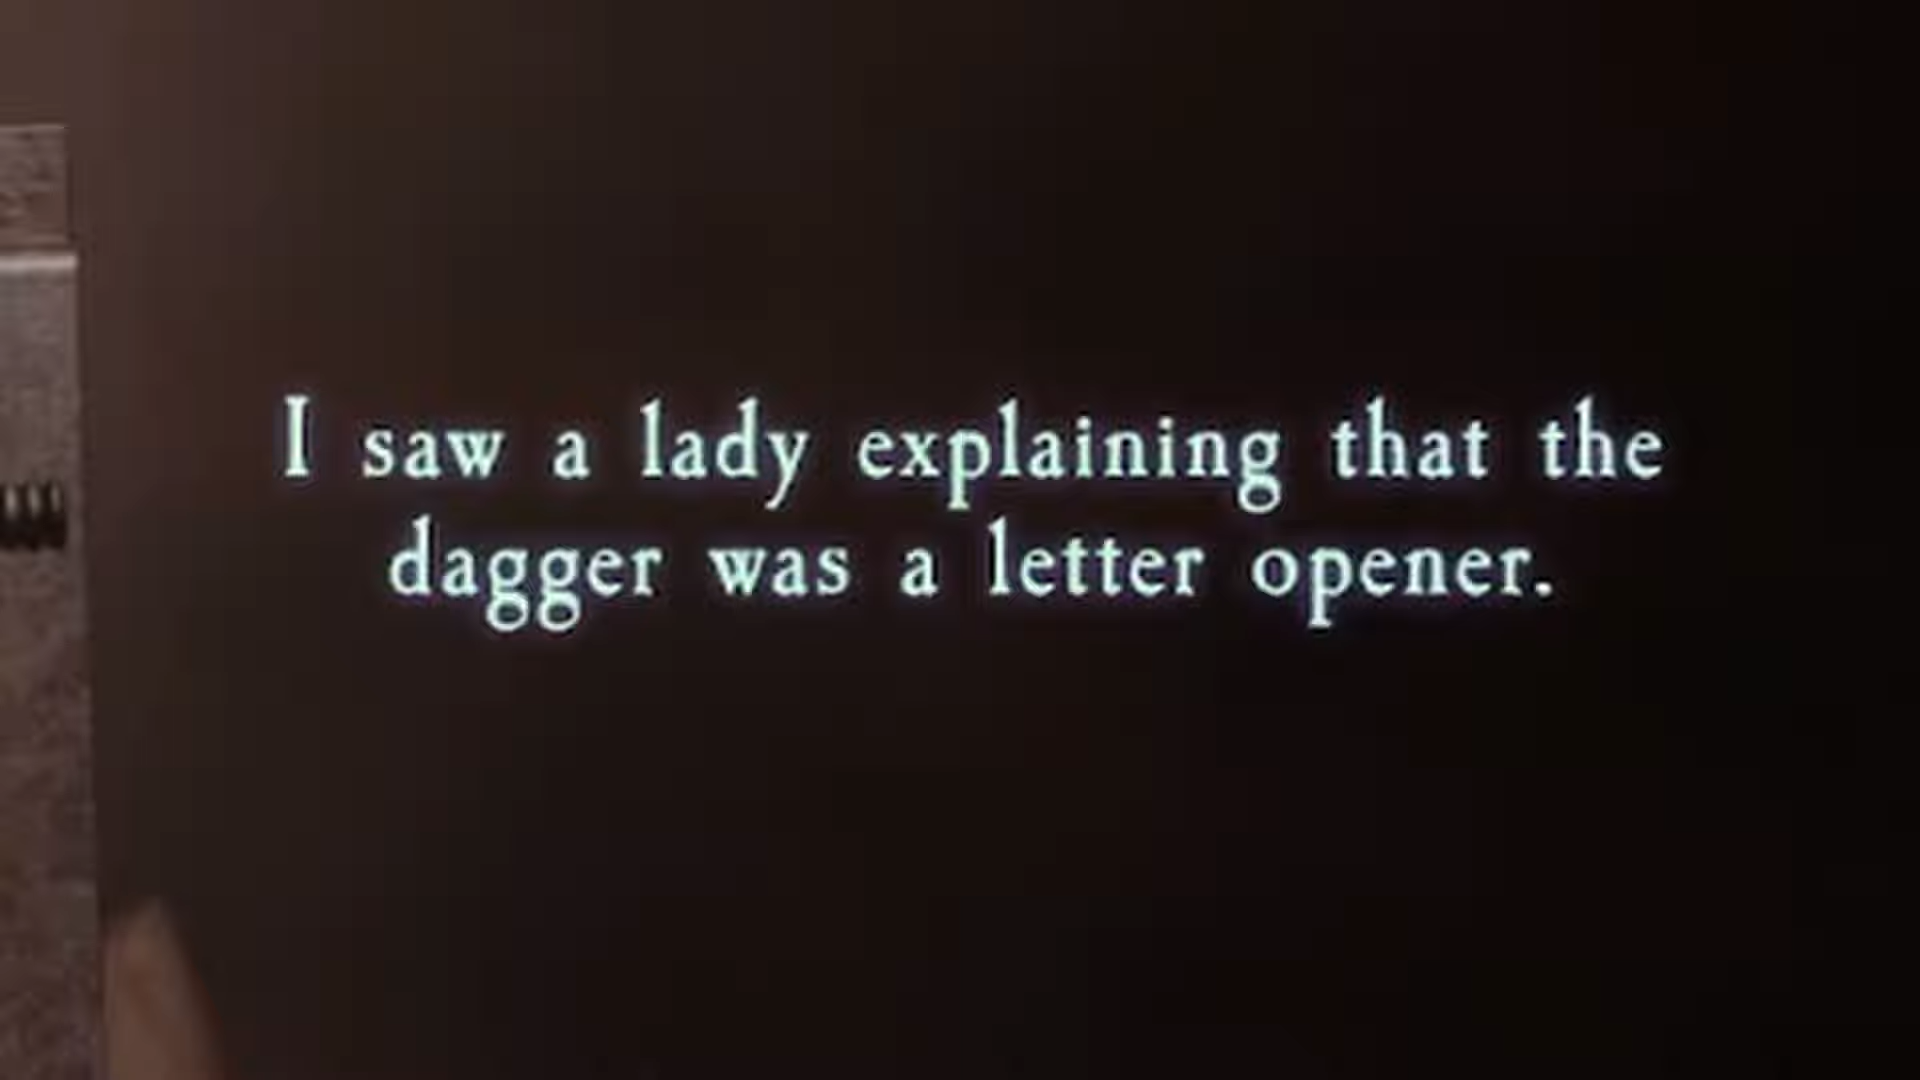 I saw a lady explaining that the
dagger was a letter opener.